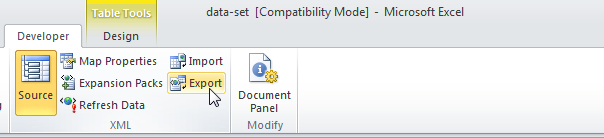 Table Tools
data-set [Compatibility Mode] - Microsoft Excel
Developer
Design
Source
Map Properties
Expansion Packs
Refresh Data
Import
Export
XML
Document
Panel
Modify